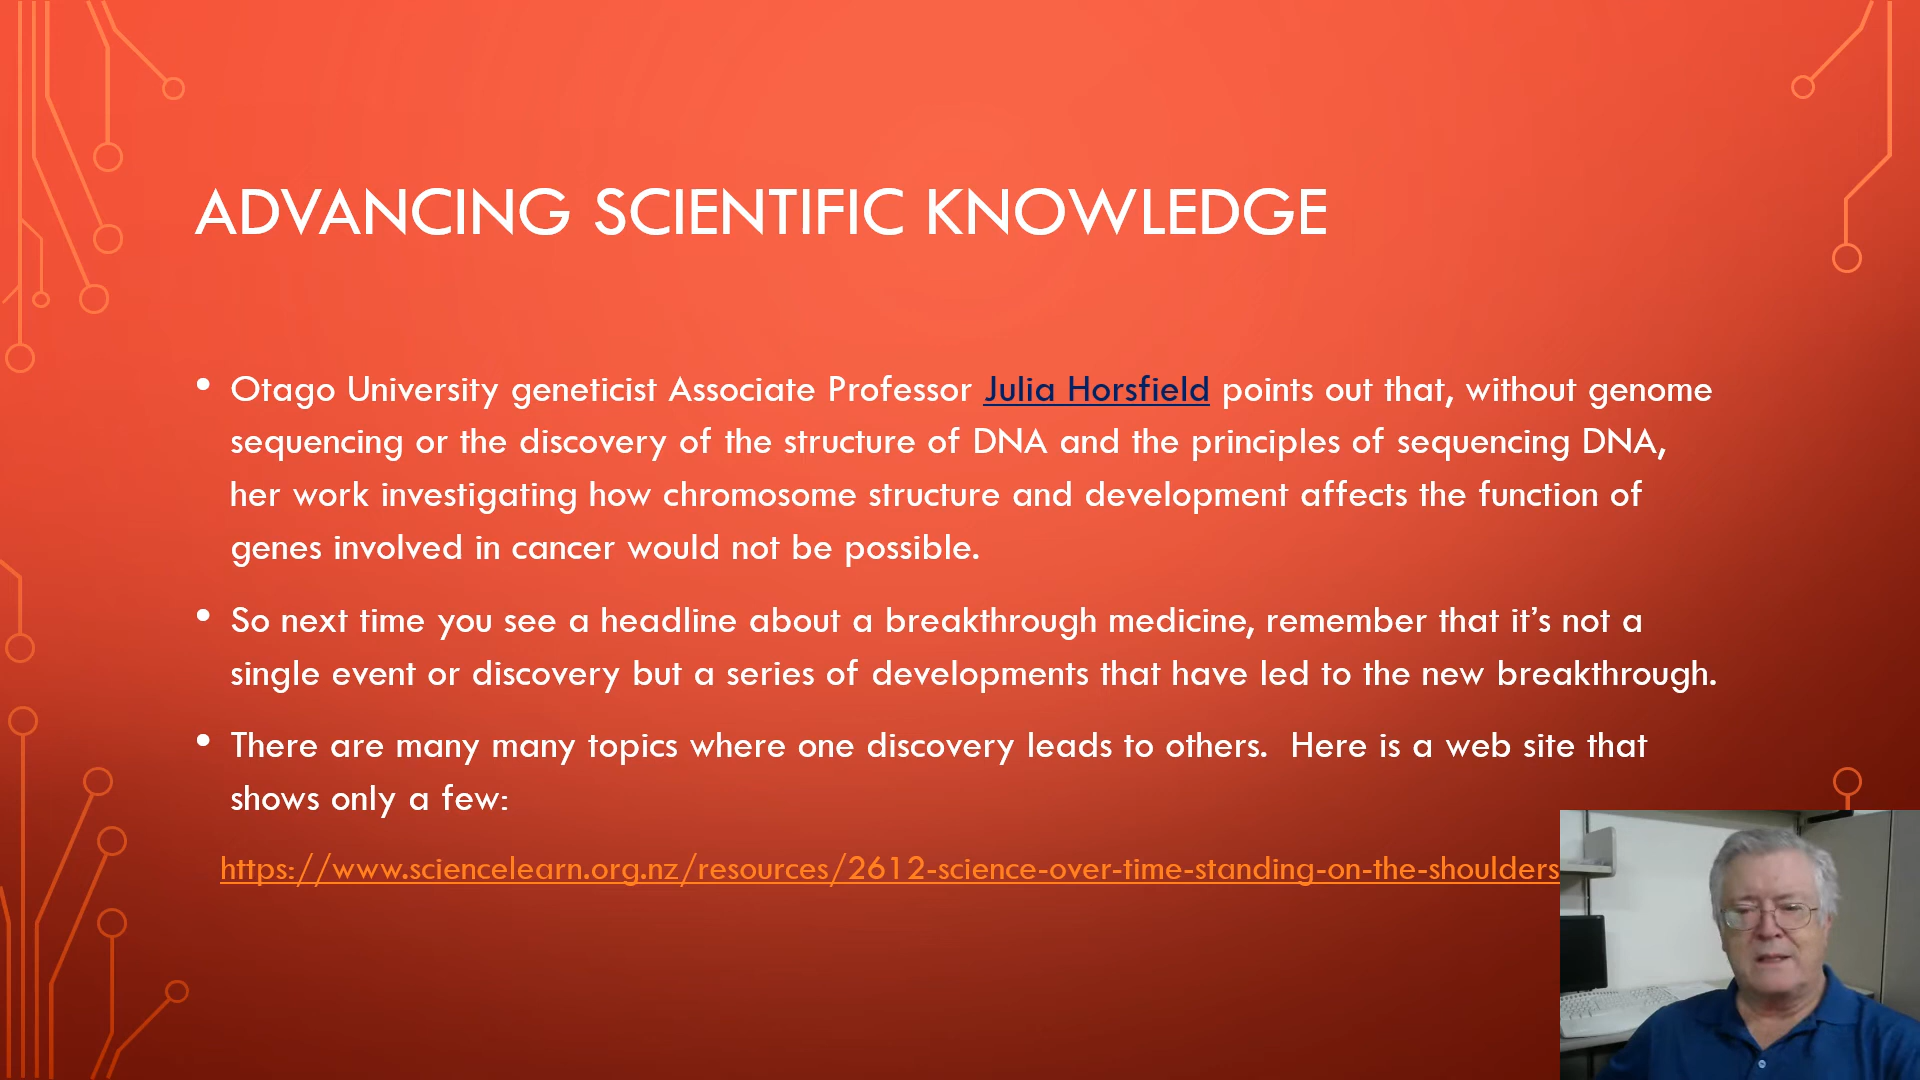 ADVANCING SCIENTIFIC KNOWLEDGE
• Otago University geneticist Associate Professor Julia Horsfield points out that, without genome
sequencing or the discovery of the structure of DNA and the principles of sequencing DNA,
her work investigating how chromosome structure and development affects the function of
genes involved in cancer would not be possible.
• So next time you see a headline about a breakthrough medicine, remember that it’s not a
single event or discovery but a series of developments that have led to the new breakthrough.
• There are many many topics where one discovery leads to others.  Here is a web site that
shows only a few:
https://www.sciencelearn.org.nz/resources/2612-science-over-time-standing-on-the-shoulders